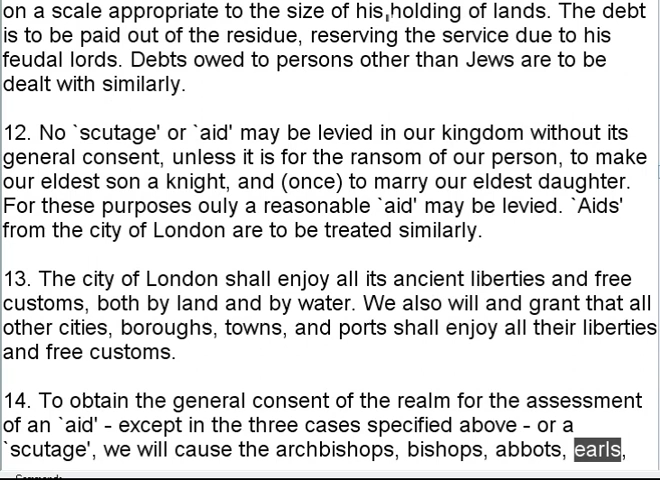 on a scale appropriate to the size of his,holding of lands. The debt
is to be paid out of the residue, reserving the service due to his
feudal lords. Debts owed to persons other than Jews are to be
dealt with similarly.
12. No `scutage' or `aid' may be levied in our kingdom without its
general consent, unless it is for the ransom of our person, to make
our eldest son a knight, and (once) to marry our eldest daughter.
For these purposes ouly a reasonable `aid' may be levied. `Aids'
from the city of London are to be treated similarly.
13. The city of London shall enjoy all its ancient liberties and free
customs, both by land and by water. We also will and grant that all
other cities, boroughs, towns, and ports shall enjoy all their liberties
and free customs.
14. To obtain the general consent of the realm for the assessment
of an `aid' - except in the three cases specified above - or a
`scutage', we will cause the archbishops, bishops, abbots, earls,